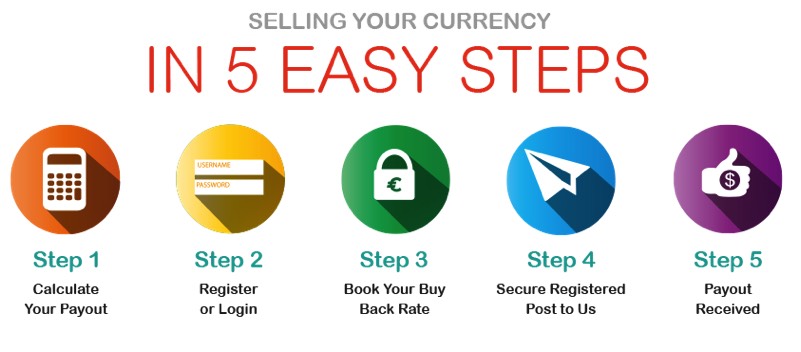 SELLING YOUR CURRENCY
IN 5 EASY STEPS
USERNAME
PASSWORD
€
$
Step 1
Calculate
Your Payout
Step 2
Register
or Login
Step 3
Book Your Buy
Back Rate
Step 4
Secure Registered
Post to Us
Step 5
Payout
Received